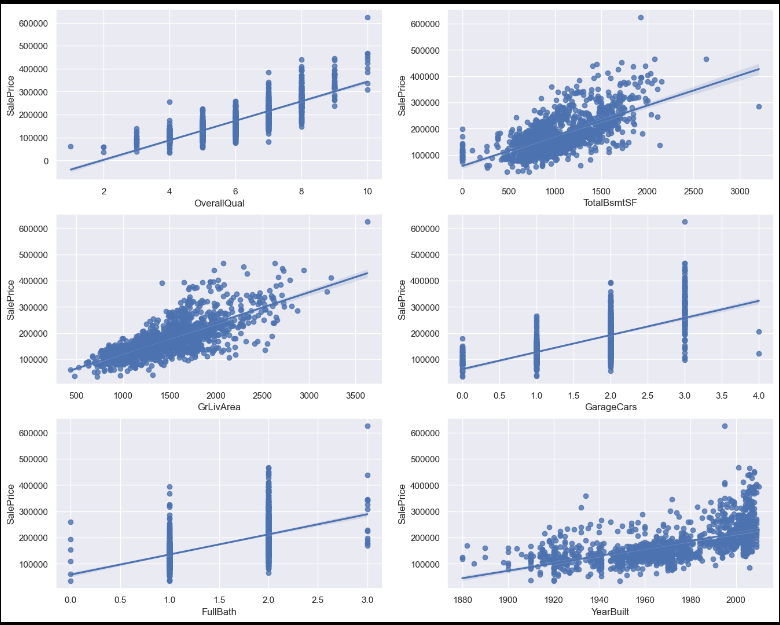 600000
500000
400000
300000
200000
100000
0
SalePrice
2 4 6 8 10
OverallQual
600000
500000
400000
300000
200000
100000
SalePrice
0 500 1000 1500 2000 2500 3000
TotalBsmtSF
600000
500000
400000
300000
200000
100000
SalePrice
500 1000 1500 2000 2500 3000 3500
GrLivArea
600000
500000
400000
300000
200000
100000
SalePrice
0.0 0.5 1.0 1.5 2.0 2.5 3.0 3.5 4.0
GarageCars
600000
500000
400000
300000
200000
100000
SalePrice
0.0 0.5 1.0 1.5 2.0 2.5 3.0
FullBath
600000
500000
400000
300000
200000
100000
SalePrice
1880 1900 1920 1940 1960 1980 2000
YearBuilt